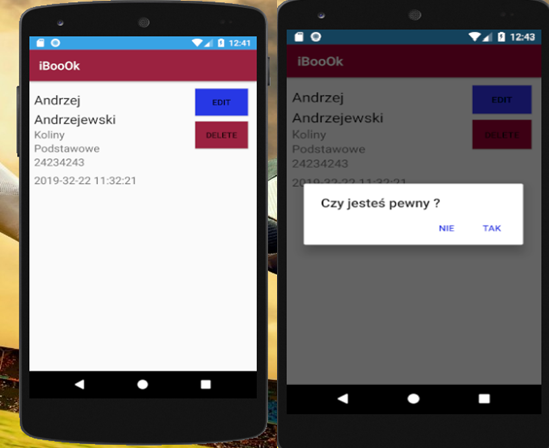 12:41
iBooOk
Andrzej
Andrzejewski
EDIT
Koliny
Podstawowe
DELETE
24234243
2019-32-22 11:32:21
12:43
iBooOk
Andrzej
Andrzejewski
EDIT
Koliny
Podstawowe
DELETE
24234243
2019-32-22 11:32:21
Czy jesteś pewny ?
NIE TAK